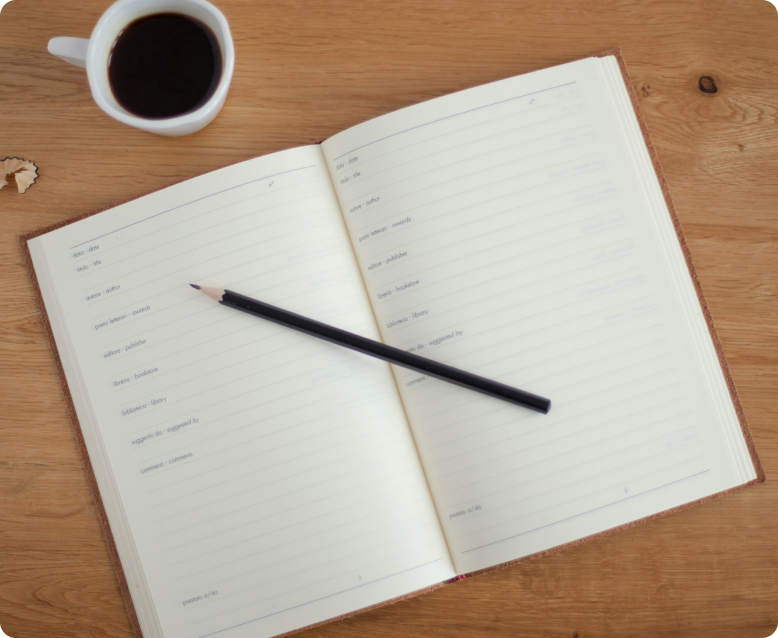 data · date
titolo · title
autore · author
premi letterari · awards
editore · publisher
libreria · bookstore
biblioteca · library
suggerito da · suggested by
commenti · comments
prestato a/da
data · date
titolo · title
autore · author
premi letterari · awards
editore · publisher
libreria · bookstore
biblioteca · library
suggerito da · suggested by
commenti
prestato a/da